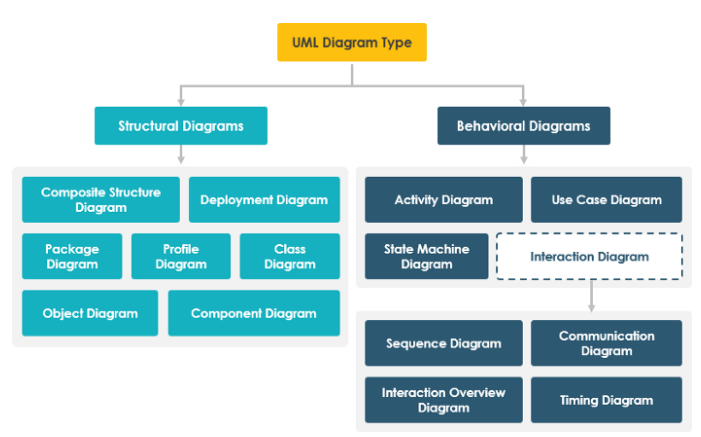 UML Diagram Type
Structural Diagrams
Behavioral Diagrams
Composite Structure
Diagram
Deployment Diagram
Package
Diagram
Profile
Diagram
Class
Diagram
Object Diagram
Component Diagram
Activity Diagram
Use Case Diagram
State Machine
Diagram
Interaction Diagram
Sequence Diagram
Communication
Diagram
Interaction Overview
Diagram
Timing Diagram